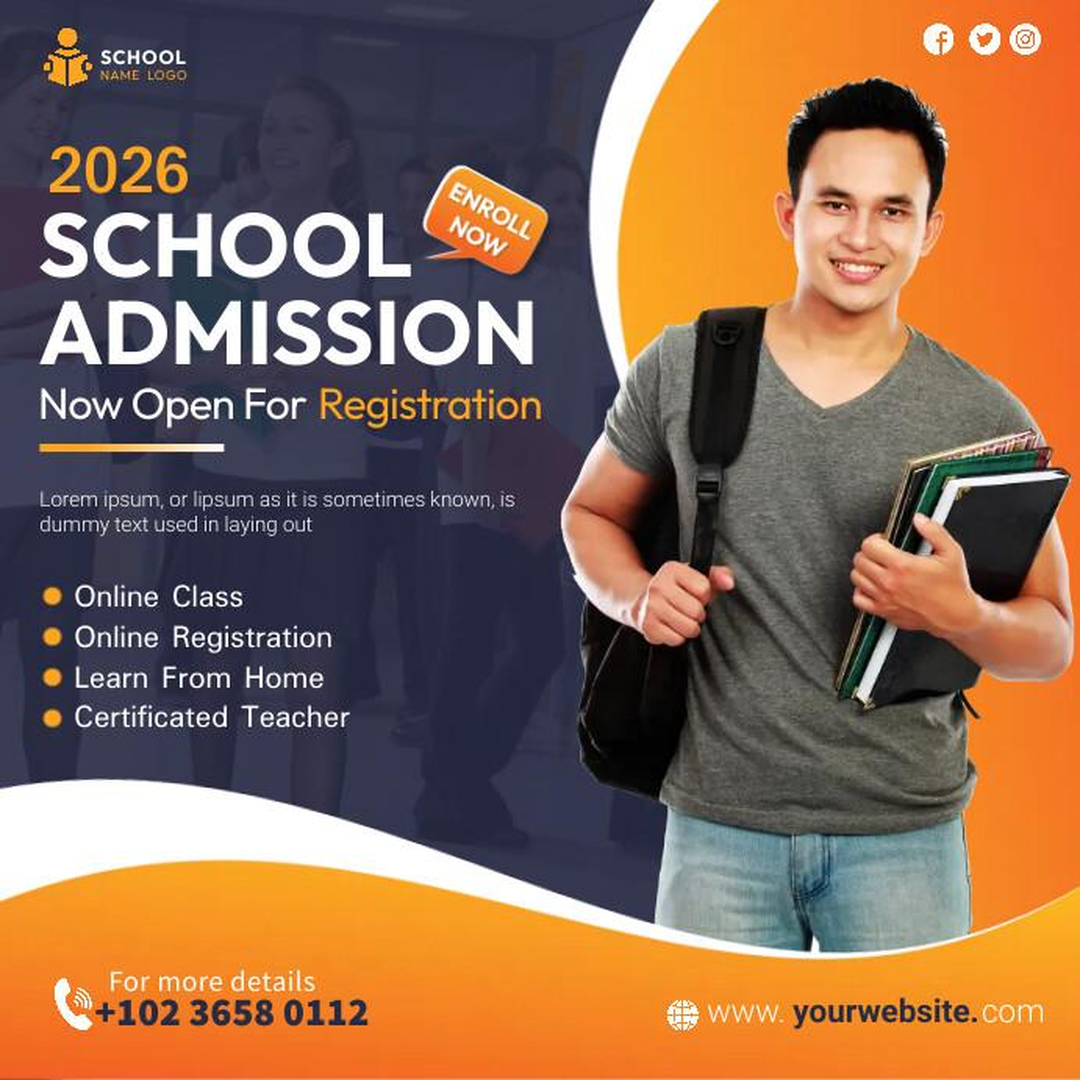 SCHOOL
NAME LOGO
2026
SCHOOL
ADMISSION
ENROLL
NOW
Now Open For Registration
Lorem ipsum, or lipsum as it is sometimes known, is
dummy text used in laying out
Online Class
Online Registration
Learn From Home
Certificated Teacher
For more details
+102 3658 0112
www. yourwebsite.com